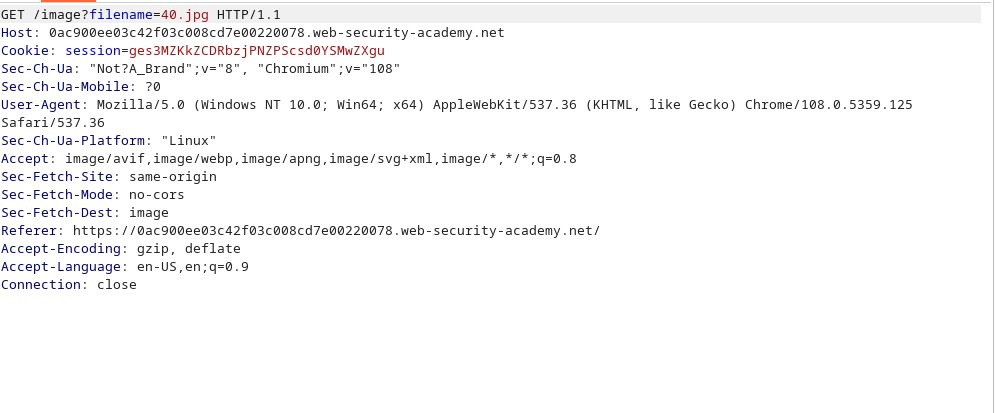 GET /image?filename=40.jpg HTTP/1.1
Host: 0ac900ee03c42f03c008cd7e00220078.web-security-academy.net
Cookie: session=ges3MZKkZCDRbzjPNZPScsd0YSMwZXgu
Sec-Ch-Ua: "Not?A_Brand";v="8", "Chromium";v="108"
Sec-Ch-Ua-Mobile: ?0
User-Agent: Mozilla/5.0 (Windows NT 10.0; Win64; x64) AppleWebKit/537.36 (KHTML, like Gecko) Chrome/108.0.5359.125
Safari/537.36
Sec-Ch-Ua-Platform: "Linux"
Accept: image/avif,image/webp,image/apng,image/svg+xml,image/*,*/*;q=0.8
Sec-Fetch-Site: same-origin
Sec-Fetch-Mode: no-cors
Sec-Fetch-Dest: image
Referer: https://0ac900ee03c42f03c008cd7e00220078.web-security-academy.net/
Accept-Encoding: gzip, deflate
Accept-Language: en-US,en;q=0.9
Connection: close